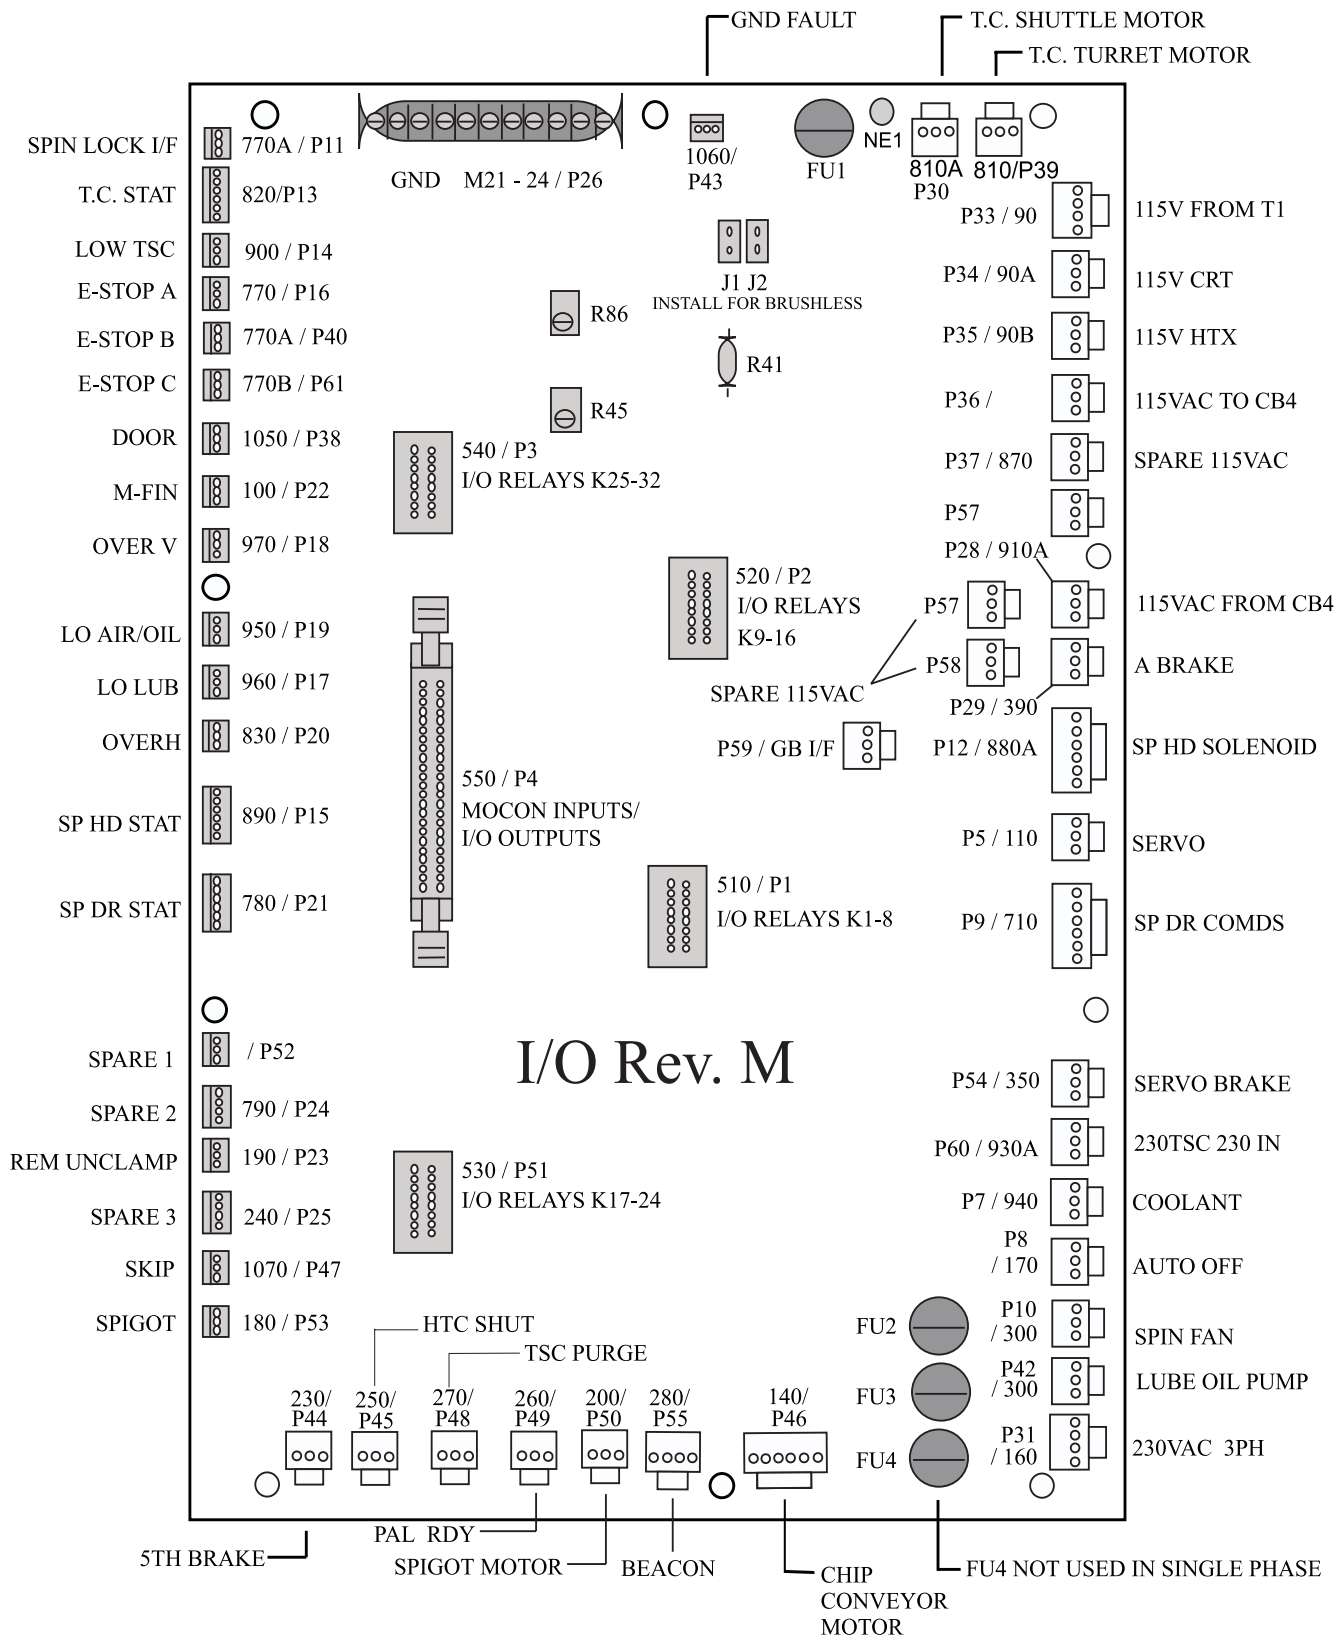 GND FAULT
T.C. SHUTTLE MOTOR
T.C. TURRET MOTOR
SPIN LOCK I/F
770A / P11
T.C. STAT
820/P13
LOW TSC
900 / P14
E-STOP A
770 / P16
E-STOP B
770A / P40
E-STOP C
770B / P61
DOOR
1050 / P38
M-FIN
100 / P22
OVER V
970 / P18
LO AIR/OIL
950 / P19
LO LUB
960 / P17
OVERH
830 / P20
SP HD STAT
890 / P15
SP DR STAT
780 / P21
SPARE 1
/ P52
SPARE 2
790 / P24
REM UNCLAMP
190 / P23
SPARE 3
240 / P25
SKIP
1070 / P47
SPIGOT
180 / P53
GND
M21 - 24 / P26
1060/
P43
FU1
NE1
810A
P30
810/P39
J1 J2
INSTALL FOR BRUSHLESS
R86
R41
R45
540 / P3
I/O RELAYS K25-32
520 / P2
I/O RELAYS
K9-16
550 / P4
MOCON INPUTS/
I/O OUTPUTS
510 / P1
I/O RELAYS K1-8
I/O Rev. M
530 / P51
I/O RELAYS K17-24
P33 / 90
115V FROM T1
P34 / 90A
115V CRT
P35 / 90B
115V HTX
P36 /
115VAC TO CB4
P37 / 870
SPARE 115VAC
P57
P28 / 910A
115VAC FROM CB4
P57
P58
SPARE 115VAC
A BRAKE
P29 / 390
P59 / GB I/F
P12 / 880A
SP HD SOLENOID
P5 / 110
SERVO
P9 / 710
SP DR COMDS
P54 / 350
SERVO BRAKE
P60 / 930A
230TSC 230 IN
P7 / 940
COOLANT
P8
/ 170
AUTO OFF
FU2
P10
/ 300
SPIN FAN
FU3
P42
/ 300
LUBE OIL PUMP
FU4
P31
/ 160
230VAC 3PH
HTC SHUT
TSC PURGE
230/
P44
250/
P45
270/
P48
260/
P49
200/
P50
280/
P55
140/
P46
5TH BRAKE
PAL RDY
SPIGOT MOTOR
BEACON
CHIP
CONVEYOR
MOTOR
FU4 NOT USED IN SINGLE PHASE